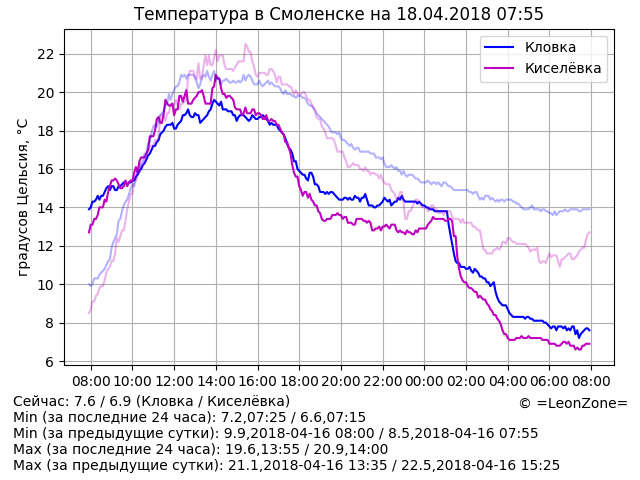 Температура в Смоленске на 18.04.2018 07:55
градусов Цельсия, °C
22
20
18
16
14
12
10
8
6
Кловка
Киселёвка
08:00 10:00 12:00 14:00 16:00 18:00 20:00 22:00 00:00 02:00 04:00 06:00 08:00
Сейчас: 7.6 / 6.9 (Кловка / Киселёвка)
© =LeonZone=
Min (за последние 24 часа): 7.2,07:25 / 6.6,07:15
Min (за предыдущие сутки): 9.9,2018-04-16 08:00 / 8.5,2018-04-16 07:55
Max (за последние 24 часа): 19.6,13:55 / 20.9,14:00
Max (за предыдущие сутки): 21.1,2018-04-16 13:35 / 22.5,2018-04-16 15:25